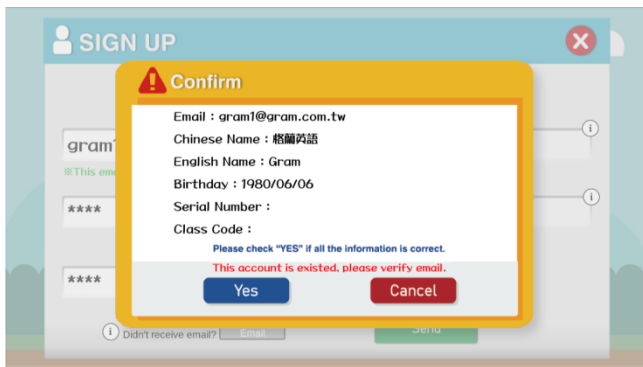 SIGN UP
Confirm
Email : gram1@gram.com.tw
Chinese Name : 格蘭英語
gram1
English Name : Gram
※This
Birthday : 1980/06/06
****
Serial Number :
Class Code :
Please check "YES" if all the information is correct.
This account is existed, please verify email.
****
Yes
Cancel
Didn't receive email?
Email
Send